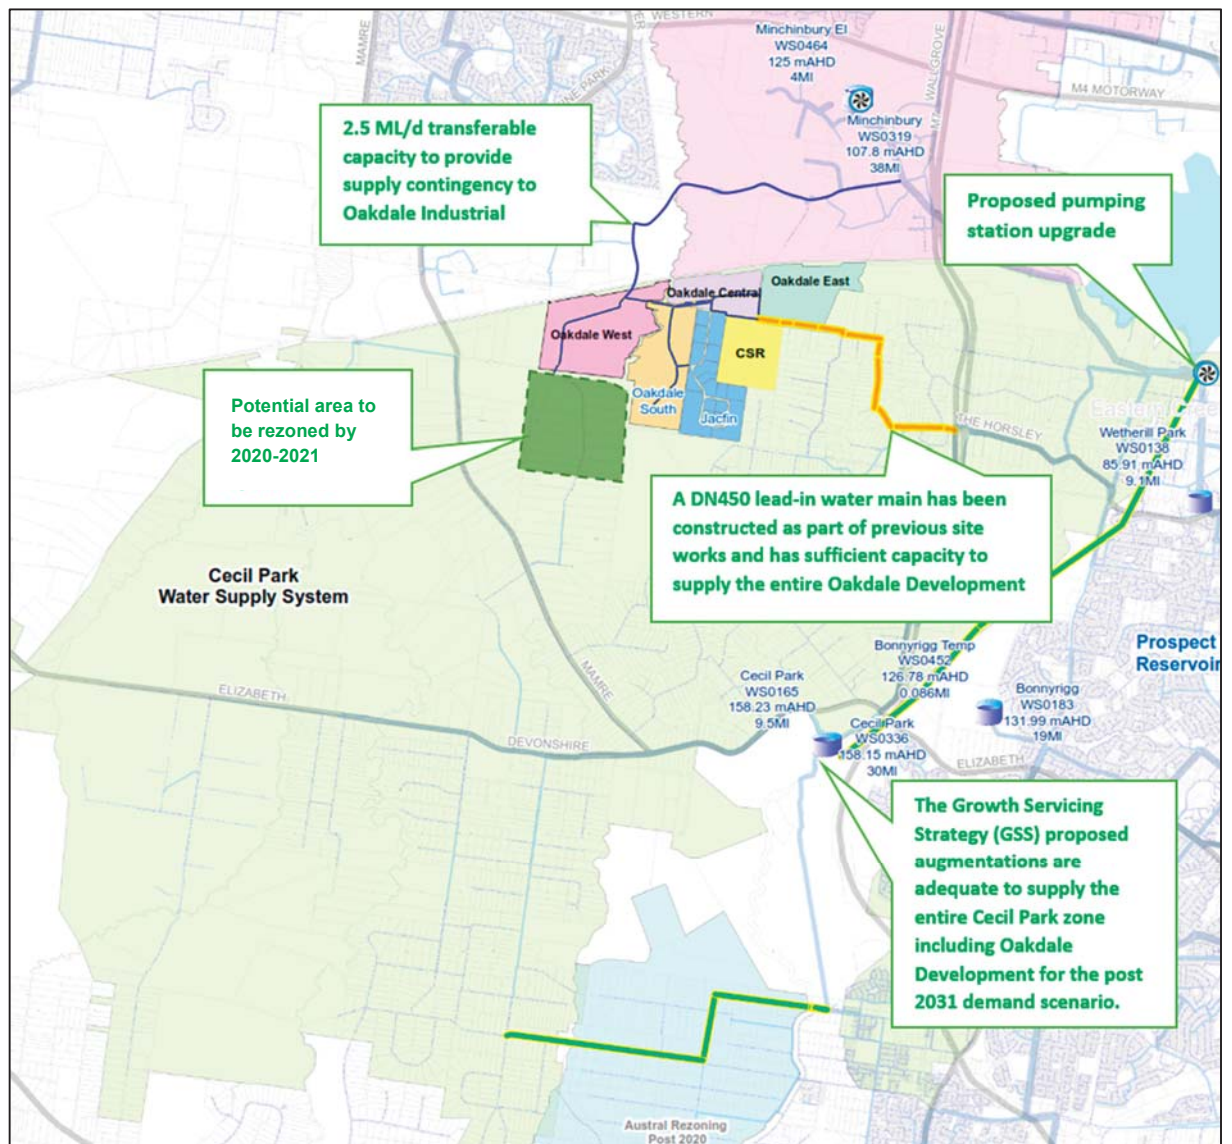 WESTERN
Minchinbury El
WS0464
125 mAHD
4Ml
MAMRE
M7 WALLGROVE
M4 MOTORWAY
Minchinbury
WS0319
107.8 mAHD
38Ml
2.5 ML/d transferable
capacity to provide
supply contingency to
Oakdale Industrial
Proposed pumping
station upgrade
Oakdale Central
Oakdale East
Oakdale West
CSR
Oakdale
South
Jacfin
Potential area to
be rezoned by
2020-2021
THE HORSLEY
Wetherill Park
WS0138
85.91 mAHD
9.1Ml
A DN450 lead-in water main has been
constructed as part of previous site
works and has sufficient capacity to
supply the entire Oakdale Development
Cecil Park
Water Supply System
Prospect
Reservoir
Bonnyrigg Temp
WS0452
126.78 mAHD
0.086Ml
MAMRE
Cecil Park
WS0165
158.23 mAHD
9.5Ml
Bonnyrigg
WS0183
131.99 mAHD
19Ml
ELIZABETH
DEVONSHIRE
Cecil Park
WS0336
158.15 mAHD
30Ml
ELIZABETH
The Growth Servicing
Strategy (GSS) proposed
augmentations are
adequate to supply the
entire Cecil Park zone
including Oakdale
Development for the post
2031 demand scenario.
Austral Rezoning
Post 2020